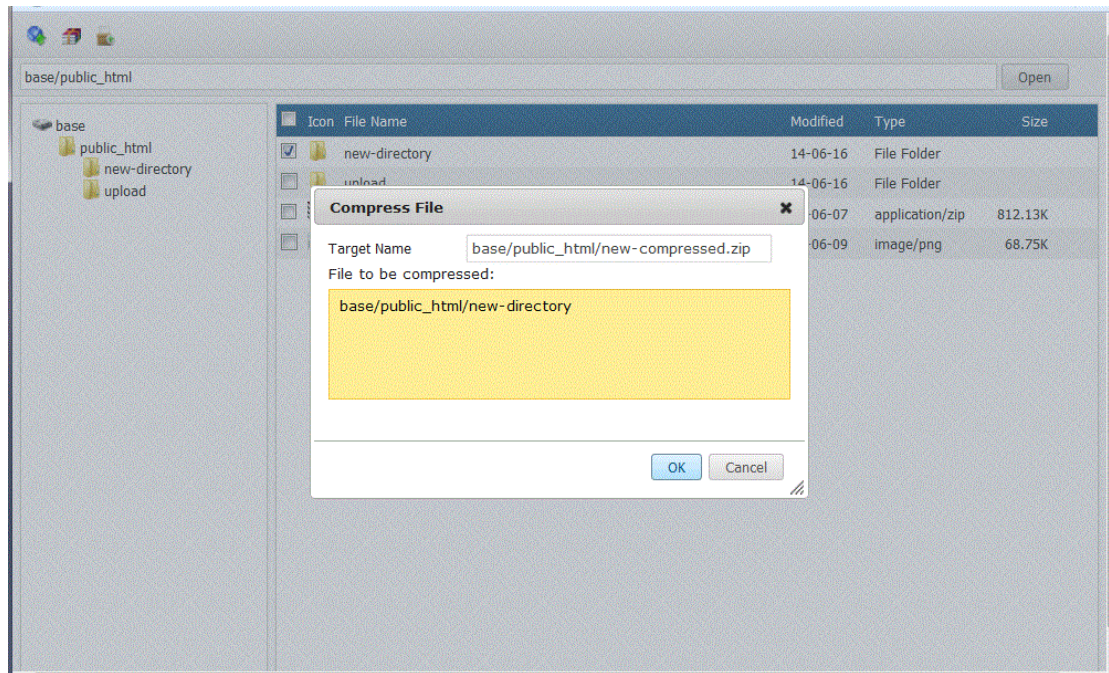 base/public_html
Open
base
public_html
new-directory
upload
Icon File Name Modified Type Size
new-directory 14-06-16 File Folder
upload 14-06-16 File Folder
-06-07 application/zip 812.13K
-06-09 image/png 68.75K
Compress File
Target Name base/public_html/new-compressed.zip
File to be compressed:
base/public_html/new-directory
OK Cancel